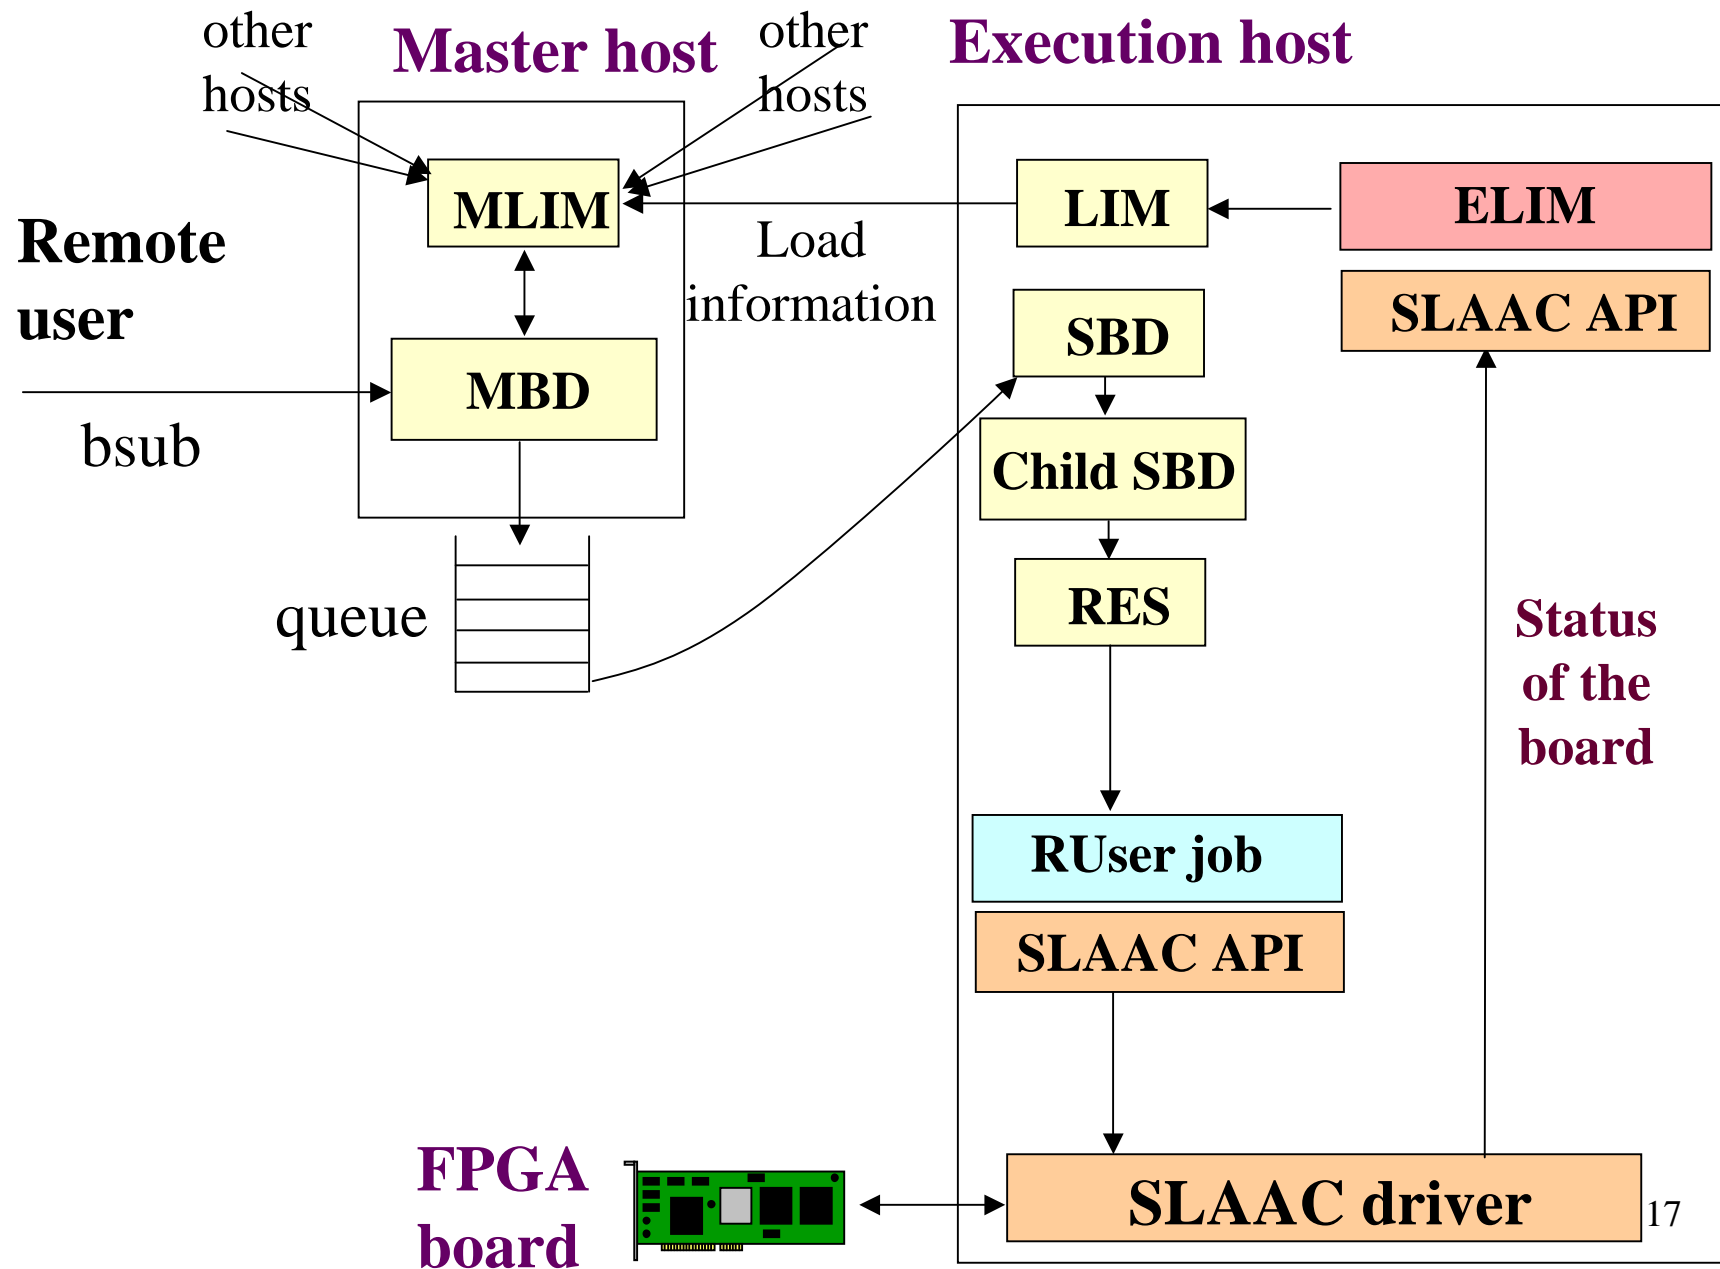 other
hosts
Master host
other
hosts
Execution host
MLIM
LIM
ELIM
Remote
user
Load
information
SLAAC API
SBD
MBD
bsub
Child SBD
queue
RES
Status
of the
board
RUser job
SLAAC API
FPGA
board
SLAAC driver
17